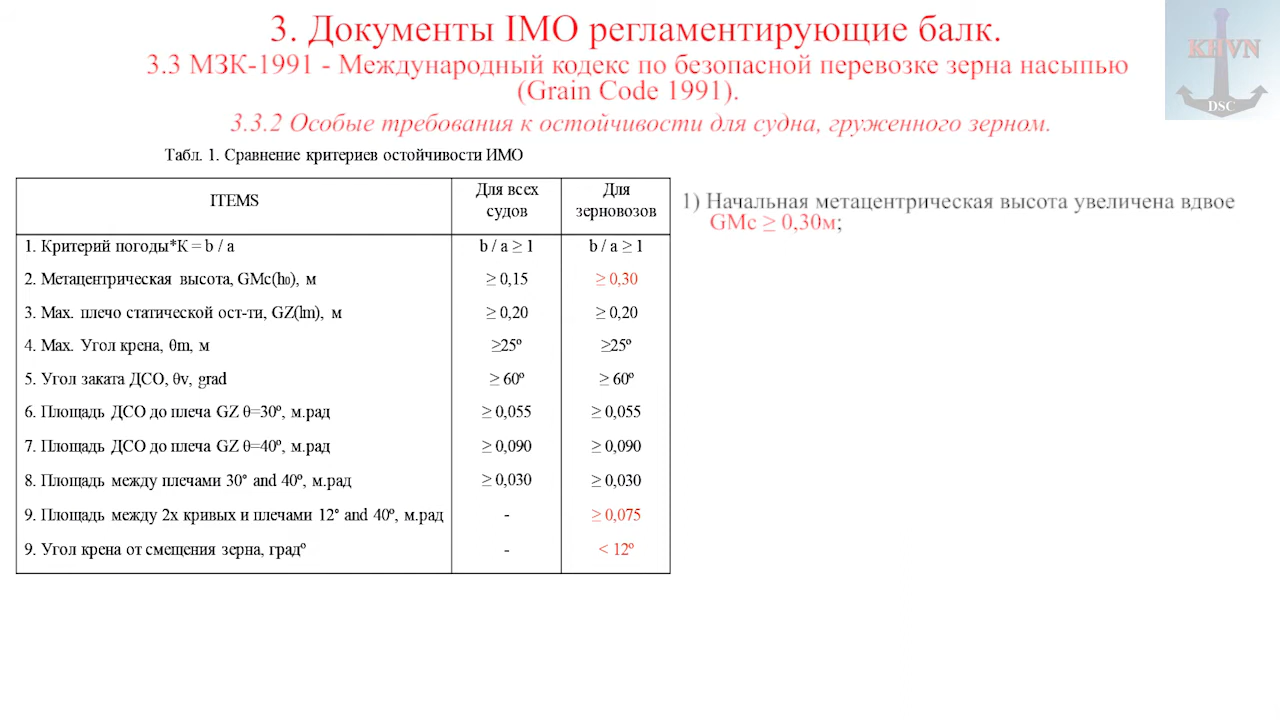 3. Документы IMO регламентирующие балк.
3.3 МЗК-1991 - Международный кодекс по безопасной перевозке зерна насыпью
(Grain Code 1991).
3.3.2 Особые требования к остойчивости для судна, груженного зерном.
KHVN
DSC
Табл. 1. Сравнение критериев остойчивости ИМО
ITEMS
Для всех судов
Для зерновозов
1. Критерий погоды*К = b / a
b / a ≥ 1
b / a ≥ 1
2. Метацентрическая высота, GMc(h₀), м
≥ 0,15
≥ 0,30
3. Мах. плечо статической ост-ти, GZ(lm), м
≥ 0,20
≥ 0,20
4. Мах. Угол крена, θm, м
≥25º
≥25º
5. Угол заката ДСО, θv, grad
≥ 60º
≥ 60º
6. Площадь ДСО до плеча GZ θ=30º, м.рад
≥ 0,055
≥ 0,055
7. Площадь ДСО до плеча GZ θ=40º, м.рад
≥ 0,090
≥ 0,090
8. Площадь между плечами 30° and 40º, м.рад
≥ 0,030
≥ 0,030
9. Площадь между 2х кривых и плечами 12° and 40º, м.рад
-
≥ 0,075
9. Угол крена от смещения зерна, градº
-
< 12º
1) Начальная метацентрическая высота увеличена вдвое
GMc ≥ 0,30м;